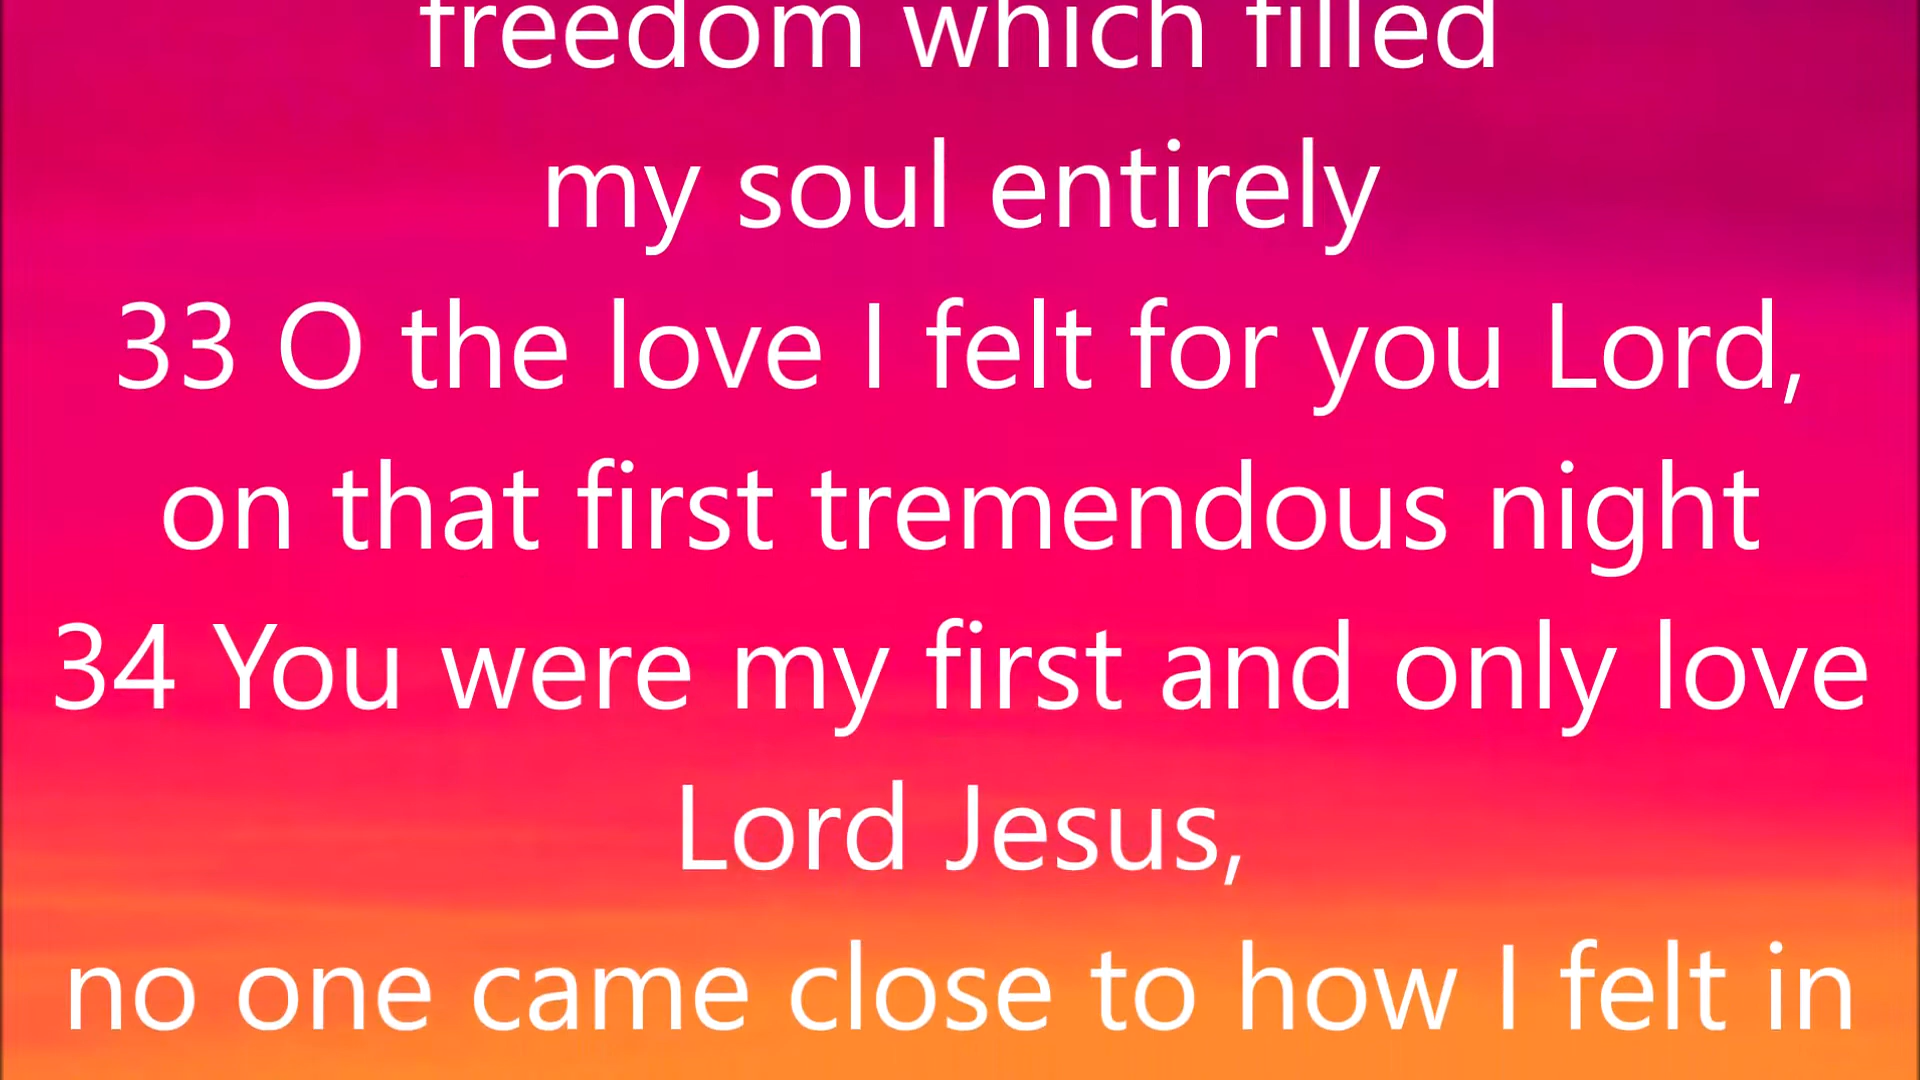 freedom which filled
my soul entirely
33 O the love I felt for you Lord,
on that first tremendous night
34 You were my first and only love
Lord Jesus,
no one came close to how I felt in